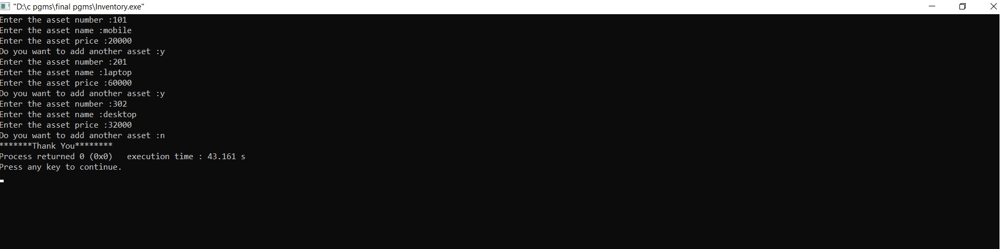 "D:\c pgms\final pgms\Inventory.exe"
Enter the asset number :101
Enter the asset name :mobile
Enter the asset price :20000
Do you want to add another asset :y
Enter the asset number :201
Enter the asset name :laptop
Enter the asset price :60000
Do you want to add another asset :y
Enter the asset number :302
Enter the asset name :desktop
Enter the asset price :32000
Do you want to add another asset :n
*******Thank You********
Process returned 0 (0x0)   execution time : 43.161 s
Press any key to continue.